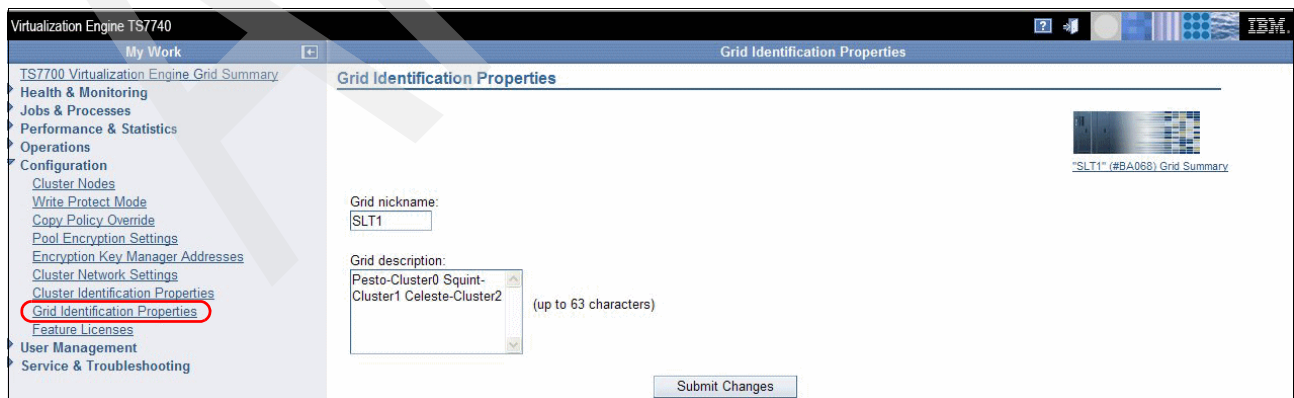 Virtualization Engine TS7740
?
IBM.
My Work
Grid Identification Properties
TS7700 Virtualization Engine Grid Summary
Health & Monitoring
Jobs & Processes
Performance & Statistics
Operations
Configuration
Cluster Nodes
Write Protect Mode
Copy Policy Override
Pool Encryption Settings
Encryption Key Manager Addresses
Cluster Network Settings
Cluster Identification Properties
Grid Identification Properties
Feature Licenses
User Management
Service & Troubleshooting
Grid Identification Properties
"SLT1" (#BA068) Grid Summary
Grid nickname:
SLT1
Grid description:
Pesto-Cluster0 Squint-
Cluster1 Celeste-Cluster2
(up to 63 characters)
Submit Changes